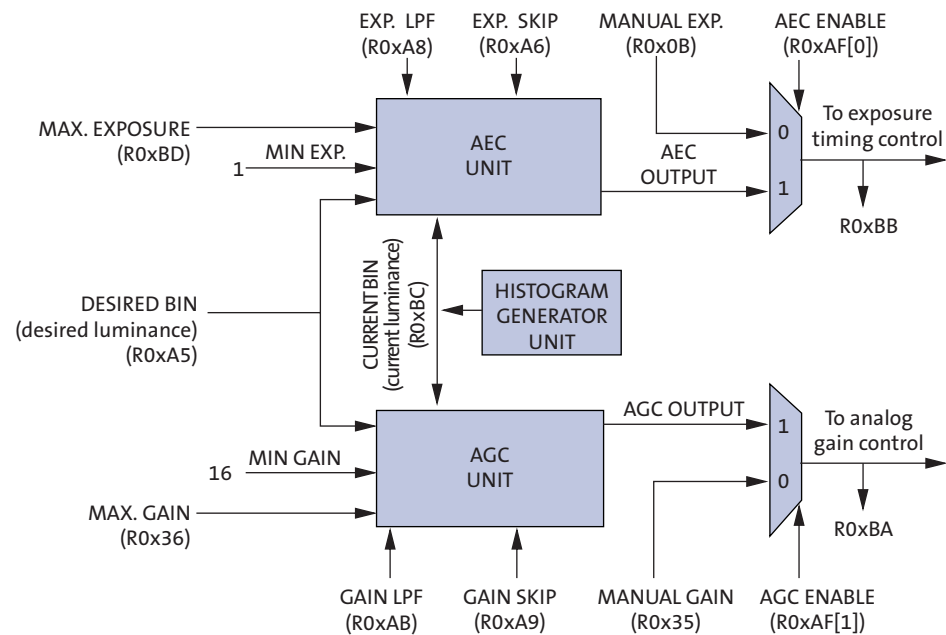 EXP. LPF
(R0xA8)
EXP. SKIP
(R0xA6)
MANUAL EXP.
(R0x0B)
AEC ENABLE
(R0xAF[0])
MAX. EXPOSURE
(R0xBD)
1
MIN EXP.
AEC
UNIT
AEC
OUTPUT
0
1
To exposure
timing control
R0xBB
DESIRED BIN
(desired luminance)
(R0xA5)
CURRENT BIN
(current luminance)
(R0xBC)
HISTOGRAM
GENERATOR
UNIT
16
MIN GAIN
MAX. GAIN
(R0x36)
AGC
UNIT
AGC OUTPUT
1
0
To analog
gain control
R0xBA
GAIN LPF
(R0xAB)
GAIN SKIP
(R0xA9)
MANUAL GAIN
(R0x35)
AGC ENABLE
(R0xAF[1])